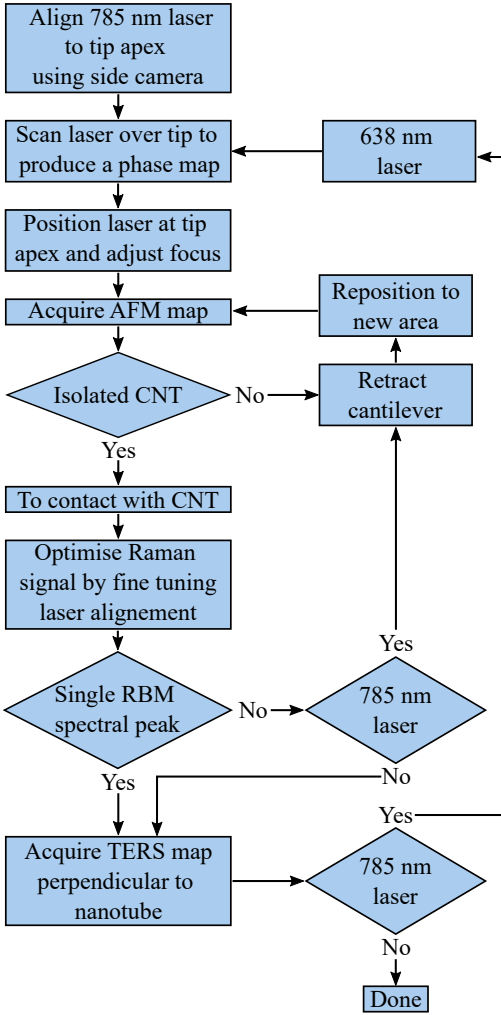 Align 785 nm laser
to tip apex
using side camera
Scan laser over tip to
produce a phase map
638 nm
laser
Position laser at tip
apex and adjust focus
Acquire AFM map
Reposition to
new area
Isolated CNT
No
Retract
cantilever
Yes
To contact with CNT
Optimise Raman
signal by fine tuning
laser alignement
Yes
Single RBM
spectral peak
No
785 nm
laser
Yes
No
Acquire TERS map
perpendicular to
nanotube
Yes
785 nm
laser
No
Done